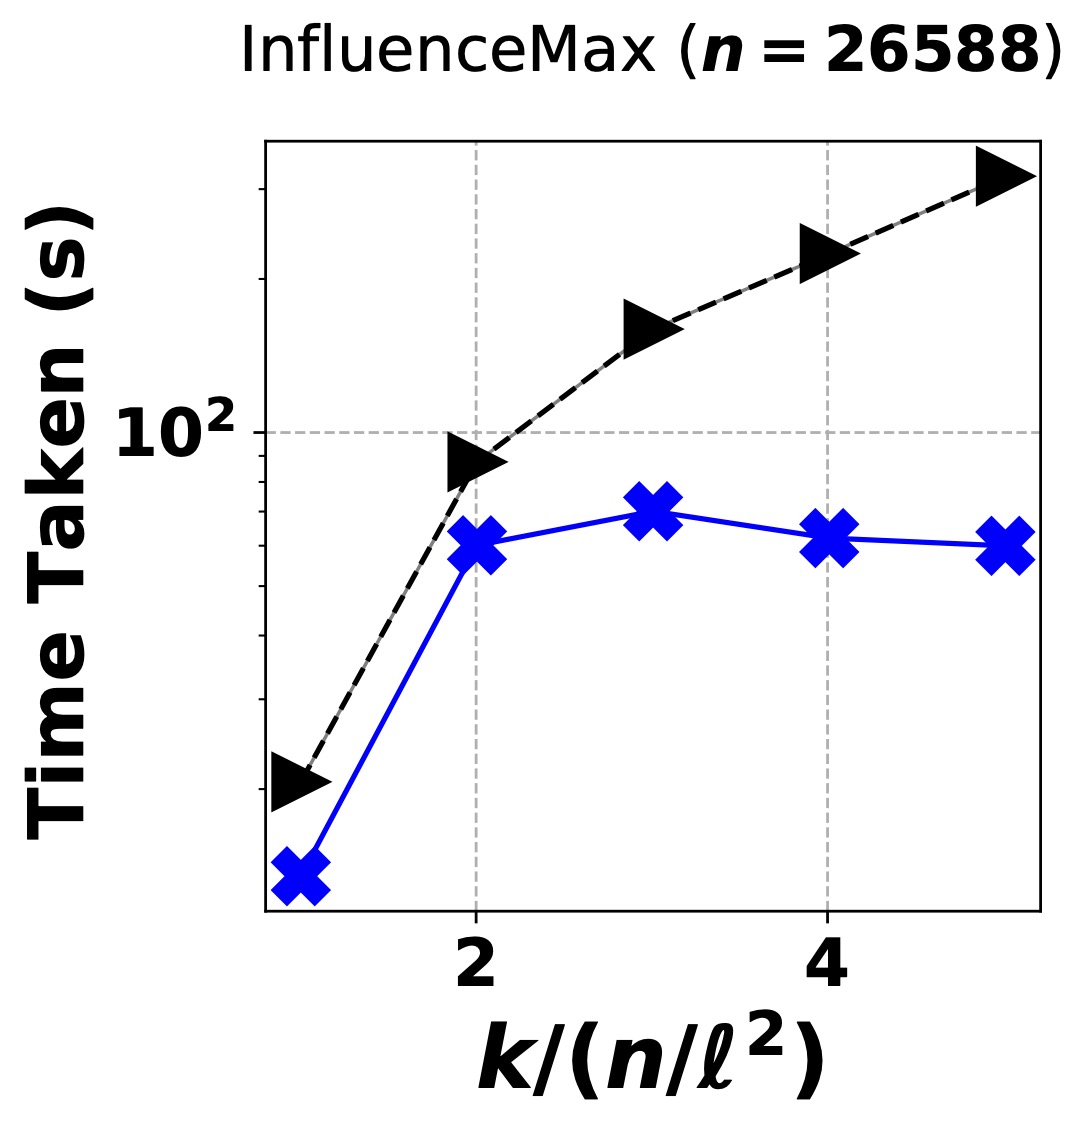 InfluenceMax (n = 26588)
Time Taken (s)
10²
2 4
k/(n/ℓ²)